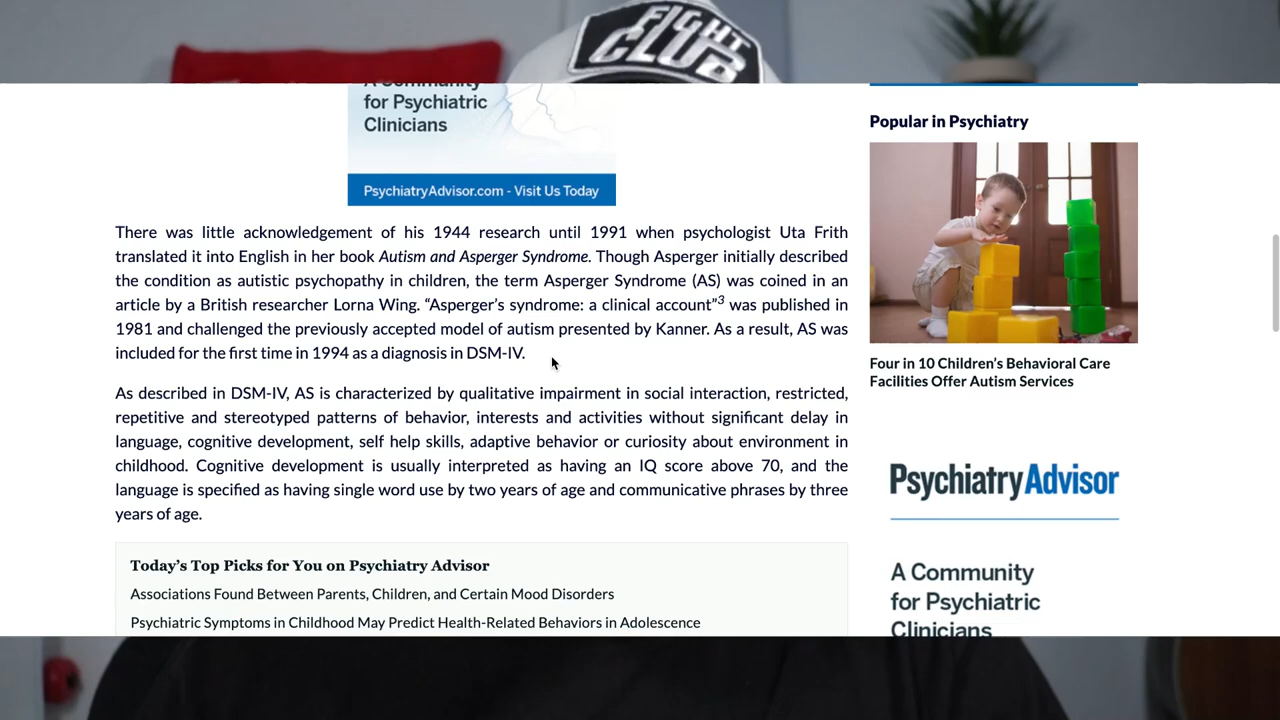 FIGHT
CLUB
A Community
for Psychiatric
Clinicians
PsychiatryAdvisor.com - Visit Us Today
There was little acknowledgement of his 1944 research until 1991 when psychologist Uta Frith
translated it into English in her book Autism and Asperger Syndrome. Though Asperger initially described
the condition as autistic psychopathy in children, the term Asperger Syndrome (AS) was coined in an
article by a British researcher Lorna Wing. “Asperger’s syndrome: a clinical account”3 was published in
1981 and challenged the previously accepted model of autism presented by Kanner. As a result, AS was
included for the first time in 1994 as a diagnosis in DSM-IV.
As described in DSM-IV, AS is characterized by qualitative impairment in social interaction, restricted,
repetitive and stereotyped patterns of behavior, interests and activities without significant delay in
language, cognitive development, self help skills, adaptive behavior or curiosity about environment in
childhood. Cognitive development is usually interpreted as having an IQ score above 70, and the
language is specified as having single word use by two years of age and communicative phrases by three
years of age.
Today’s Top Picks for You on Psychiatry Advisor
Associations Found Between Parents, Children, and Certain Mood Disorders
Psychiatric Symptoms in Childhood May Predict Health-Related Behaviors in Adolescence
Popular in Psychiatry
Four in 10 Children’s Behavioral Care
Facilities Offer Autism Services
PsychiatryAdvisor
A Community
for Psychiatric
Clinicians